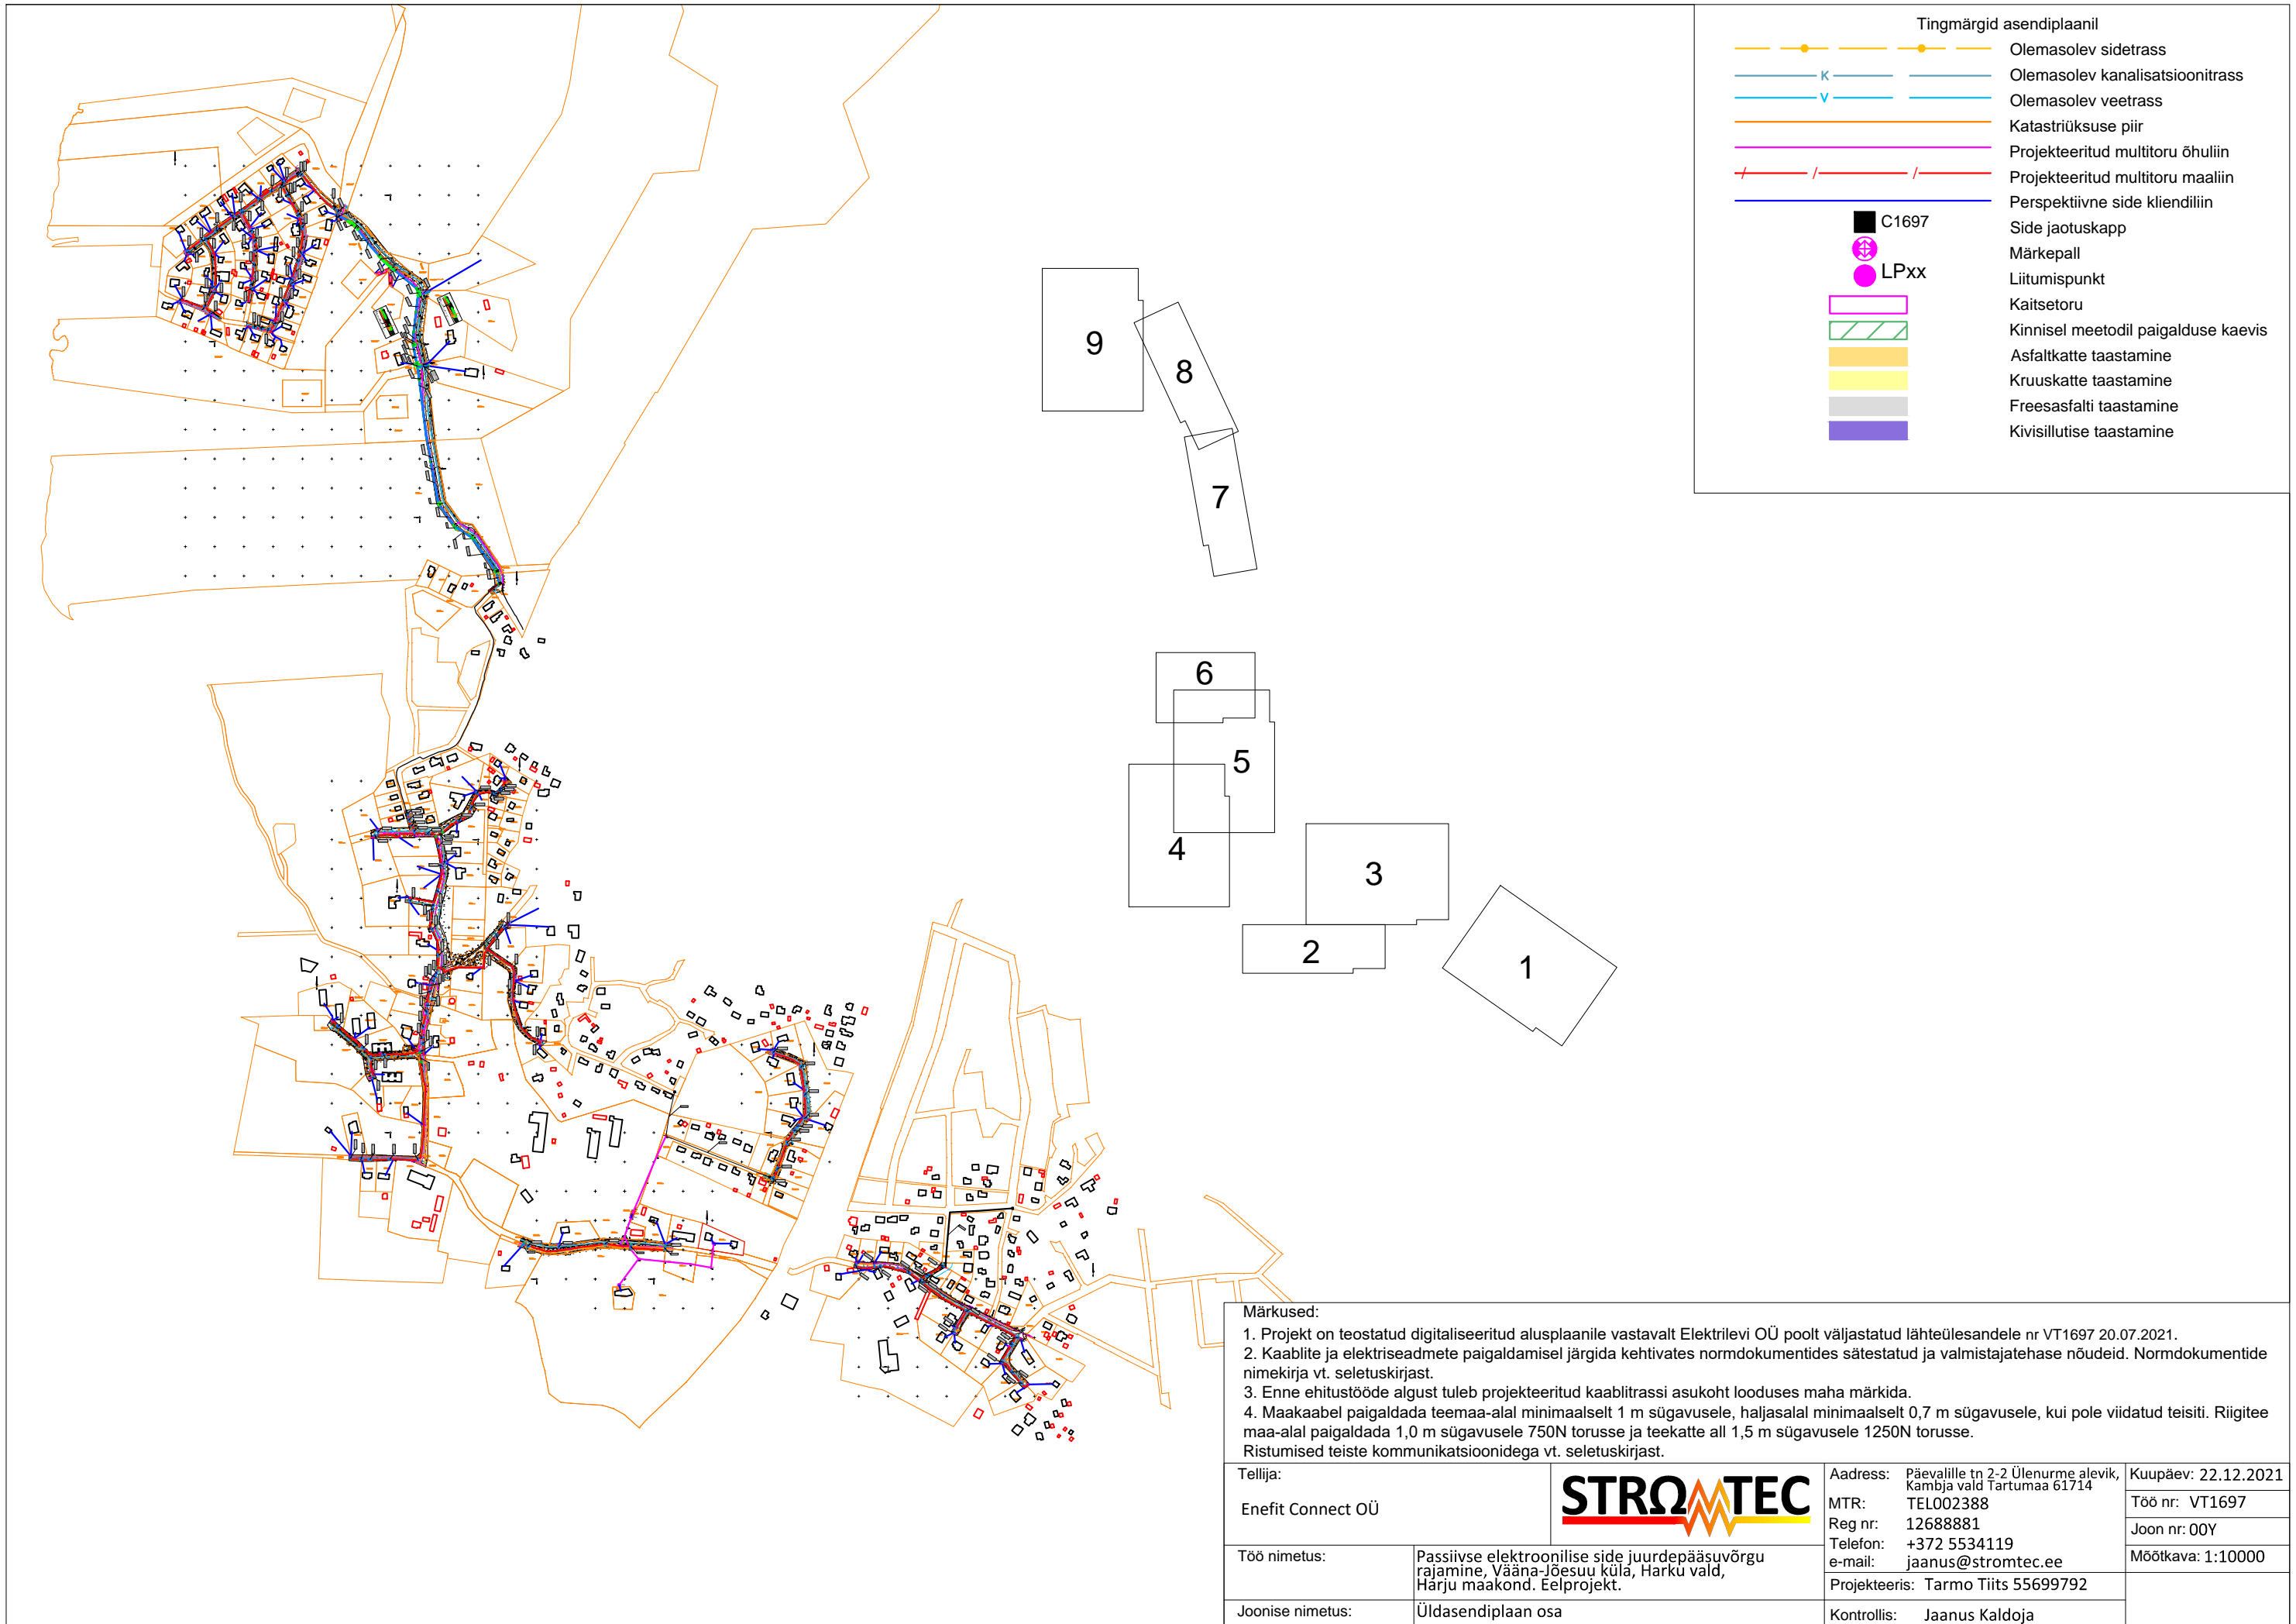 Tingmärgid asendiplaanil
Olemasolev sidetrass
K Olemasolev kanalisatsioonitrass
V Olemasolev veetrass
Katastriüksuse piir
Projekteeritud multitoru õhuliin
Projekteeritud multitoru maaliin
Perspektiivne side kliendiliin
C1697 Side jaotuskapp
Märkepall
LPxx Liitumispunkt
Kaitsetoru
Kinnisel meetodil paigalduse kaevis
Asfaltkatte taastamine
Kruuskatte taastamine
Freesasfalti taastamine
Kivisillutise taastamine
9
8
7
6
5
4
3
2
1
Märkused:
1. Projekt on teostatud digitaliseeritud alusplaanile vastavalt Elektrilevi OÜ poolt väljastatud lähteülesandele nr VT1697 20.07.2021.
2. Kaablite ja elektriseadmete paigaldamisel järgida kehtivates normdokumentides sätestatud ja valmistajatehase nõudeid. Normdokumentide
nimekirja vt. seletuskirjast.
3. Enne ehitustööde algust tuleb projekteeritud kaablitrassi asukoht looduses maha märkida.
4. Maakaabel paigaldada teemaa-alal minimaalselt 1 m sügavusele, haljasalal minimaalselt 0,7 m sügavusele, kui pole viidatud teisiti. Riigitee
maa-alal paigaldada 1,0 m sügavusele 750N torusse ja teekatte all 1,5 m sügavusele 1250N torusse.
Ristumised teiste kommunikatsioonidega vt. seletuskirjast.
Tellija:
Enefit Connect OÜ
STRΩMTEC
Aadress: Päevalille tn 2-2 Ülenurme alevik,
Kambja vald Tartumaa 61714
MTR: TEL002388
Reg nr: 12688881
Telefon: +372 5534119
e-mail: jaanus@stromtec.ee
Kuupäev: 22.12.2021
Töö nr: VT1697
Joon nr: 00Y
Mõõtkava: 1:10000
Töö nimetus: Passiivse elektroonilise side juurdepääsuvõrgu
rajamine, Vääna-Jõesuu küla, Harku vald,
Harju maakond. Eelprojekt.
Projekteeris: Tarmo Tiits 55699792
Joonise nimetus: Üldasendiplaan osa
Kontrollis: Jaanus Kaldoja